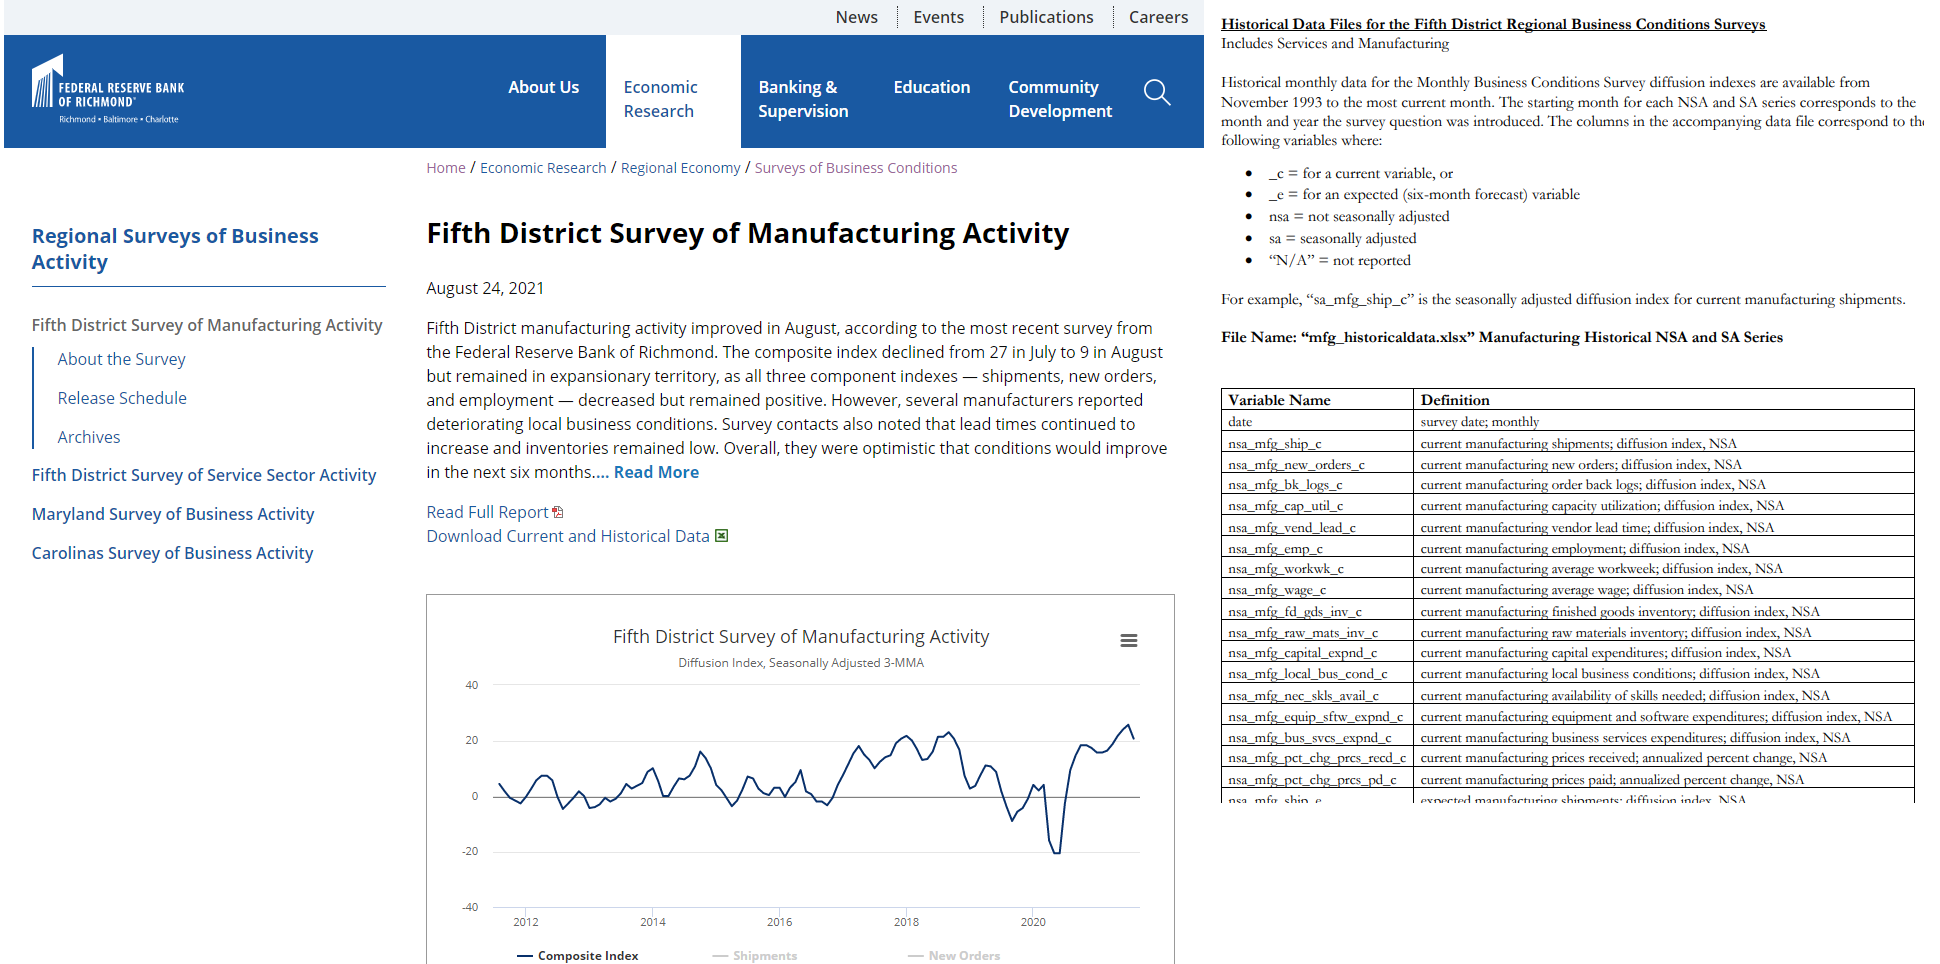 News
Events
Publications
Careers
FEDERAL RESERVE BANK
OF RICHMOND®
Richmond • Baltimore • Charlotte
About Us
Economic
Research
Banking &
Supervision
Education
Community
Development
Home / Economic Research / Regional Economy / Surveys of Business Conditions
Regional Surveys of Business
Activity
Fifth District Survey of Manufacturing Activity
About the Survey
Release Schedule
Archives
Fifth District Survey of Service Sector Activity
Maryland Survey of Business Activity
Carolinas Survey of Business Activity
Fifth District Survey of Manufacturing Activity
August 24, 2021
Fifth District manufacturing activity improved in August, according to the most recent survey from
the Federal Reserve Bank of Richmond. The composite index declined from 27 in July to 9 in August
but remained in expansionary territory, as all three component indexes — shipments, new orders,
and employment — decreased but remained positive. However, several manufacturers reported
deteriorating local business conditions. Survey contacts also noted that lead times continued to
increase and inventories remained low. Overall, they were optimistic that conditions would improve
in the next six months.... Read More
Read Full Report
Download Current and Historical Data
Fifth District Survey of Manufacturing Activity
Diffusion Index, Seasonally Adjusted 3-MMA
40
20
0
-20
-40
2012 2014 2016 2018 2020
Composite Index Shipments New Orders
Historical Data Files for the Fifth District Regional Business Conditions Surveys
Includes Services and Manufacturing
Historical monthly data for the Monthly Business Conditions Survey diffusion indexes are available from
November 1993 to the most current month. The starting month for each NSA and SA series corresponds to the
month and year the survey question was introduced. The columns in the accompanying data file correspond to the
following variables where:
• _c = for a current variable, or
• _e = for an expected (six-month forecast) variable
• nsa = not seasonally adjusted
• sa = seasonally adjusted
• “N/A” = not reported
For example, “sa_mfg_ship_c” is the seasonally adjusted diffusion index for current manufacturing shipments.
File Name: “mfg_historicaldata.xlsx” Manufacturing Historical NSA and SA Series
Variable Name Definition
date survey date; monthly
nsa_mfg_ship_c current manufacturing shipments; diffusion index, NSA
nsa_mfg_new_orders_c current manufacturing new orders; diffusion index, NSA
nsa_mfg_bk_logs_c current manufacturing order back logs; diffusion index, NSA
nsa_mfg_cap_util_c current manufacturing capacity utilization; diffusion index, NSA
nsa_mfg_vend_lead_c current manufacturing vendor lead time; diffusion index, NSA
nsa_mfg_emp_c current manufacturing employment; diffusion index, NSA
nsa_mfg_workwk_c current manufacturing average workweek; diffusion index, NSA
nsa_mfg_wage_c current manufacturing average wage; diffusion index, NSA
nsa_mfg_fd_gds_inv_c current manufacturing finished goods inventory; diffusion index, NSA
nsa_mfg_raw_mats_inv_c current manufacturing raw materials inventory; diffusion index, NSA
nsa_mfg_capital_expnd_c current manufacturing capital expenditures; diffusion index, NSA
nsa_mfg_local_bus_cond_c current manufacturing local business conditions; diffusion index, NSA
nsa_mfg_nec_skls_avail_c current manufacturing availability of skills needed; diffusion index, NSA
nsa_mfg_equip_sftw_expnd_c current manufacturing equipment and software expenditures; diffusion index, NSA
nsa_mfg_bus_svcs_expnd_c current manufacturing business services expenditures; diffusion index, NSA
nsa_mfg_pct_chg_prcs_recd_c current manufacturing prices received; annualized percent change, NSA
nsa_mfg_pct_chg_prcs_pd_c current manufacturing prices paid; annualized percent change, NSA
nsa_mfg_ship_e expected manufacturing shipments; diffusion index, NSA